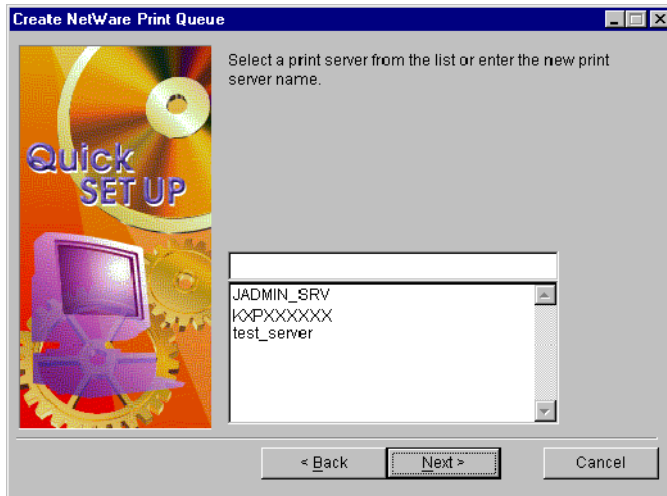 Create NetWare Print Queue
Select a print server from the list or enter the new print
server name.
Quick
SET UP
JADMIN_SRV
KXPXXXXXX
test_server
< Back
Next >
Cancel